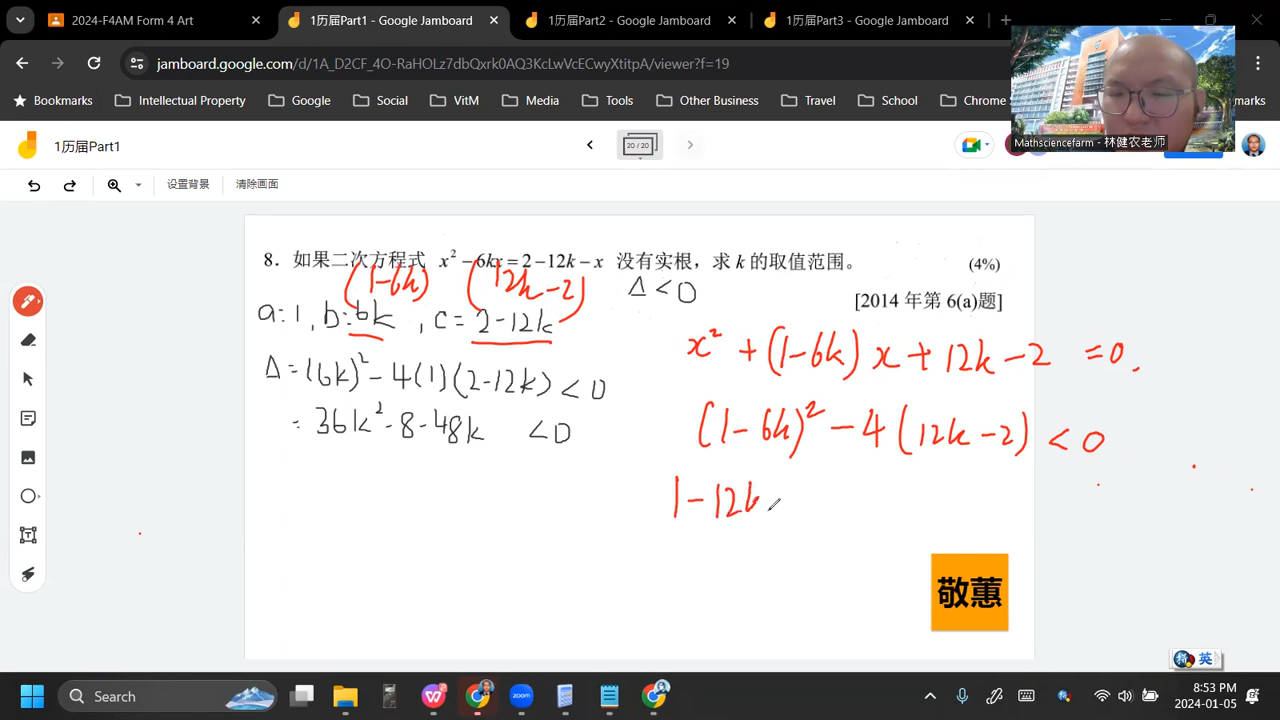 2024-F4AM Form 4 Art
1历届Part1 - Google Jamboard
1历届Part2 - Google Jamboard
1历届Part3 - Google Jamboard
jamboard.google.com/d/1A_D2CF_4O-RaHOLz7dbQxrk0AQ3KcLwVcECwyXtitpA/viewer?f=19
Bookmarks
Intellectual Property
Social
VitM
Media
Tools
Other Business
Travel
School
Chrome
Mathsciencefarm - 林健农老师
1历届Part1
20 / 20
设置背景
清除画面
8. 如果二次方程式 x² − 6kx = 2 − 12k − x 没有实根，求 k 的取值范围。 (4%)
(1-6k) (12k-2) Δ < 0
[2014 年第 6(a)题]
a=1, b=6k, c=2-12k
x² + (1-6k)x + 12k - 2 = 0.
Δ = (6k)² - 4(1)(2-12k) < 0
= 36k² - 8 - 48k < 0
(1-6k)² - 4(12k-2) < 0
1-12k
敬蕙
英
Search
8:53 PM
2024-01-05